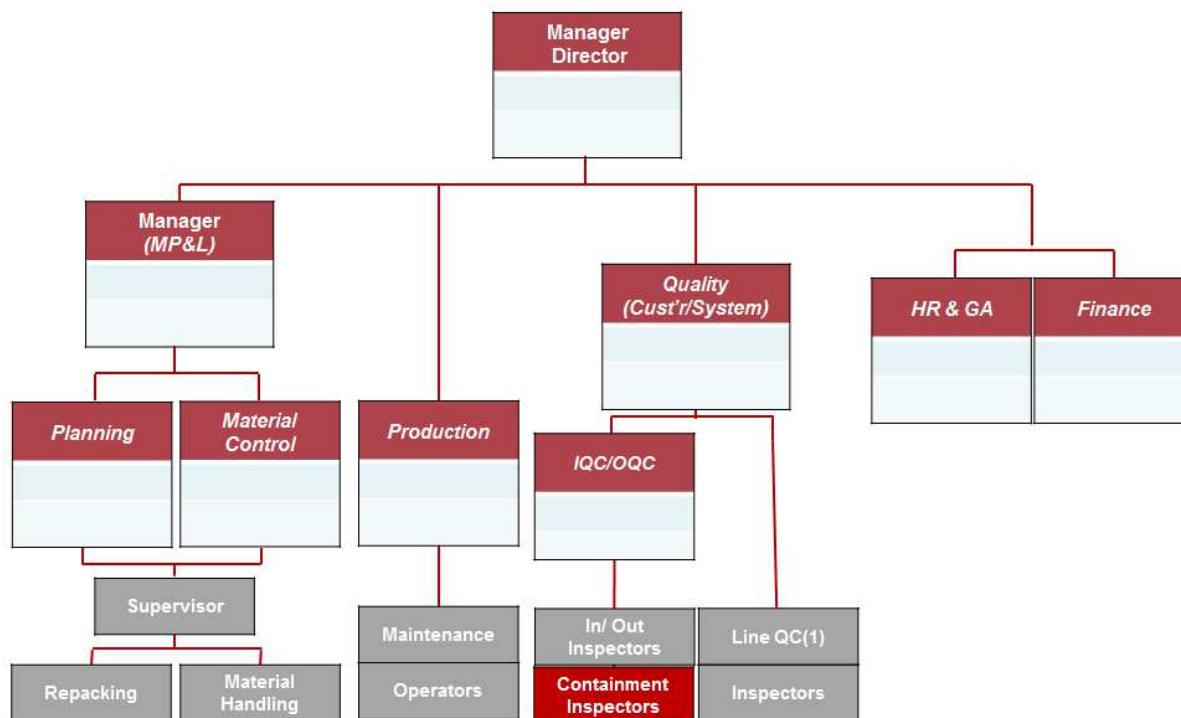 Manager
Director
Manager
(MP&L)
Quality
(Cust'r/System)
HR & GA
Finance
Planning
Material
Control
Production
IQC/OQC
Supervisor
Maintenance
In/ Out
Inspectors
Line QC(1)
Repacking
Material
Handling
Operators
Containment
Inspectors
Inspectors